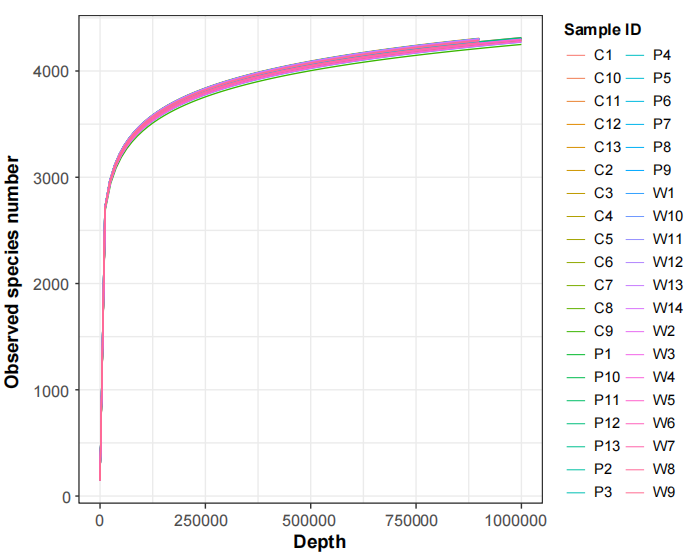 Sample ID
C1 P4
C10 P5
C11 P6
C12 P7
C13 P8
C2 P9
C3 W1
C4 W10
C5 W11
C6 W12
C7 W13
C8 W14
C9 W2
P1 W3
P10 W4
P11 W5
P12 W6
P13 W7
P2 W8
P3 W9
Observed species number
4000
3000
2000
1000
0
0 250000 500000 750000 1000000
Depth